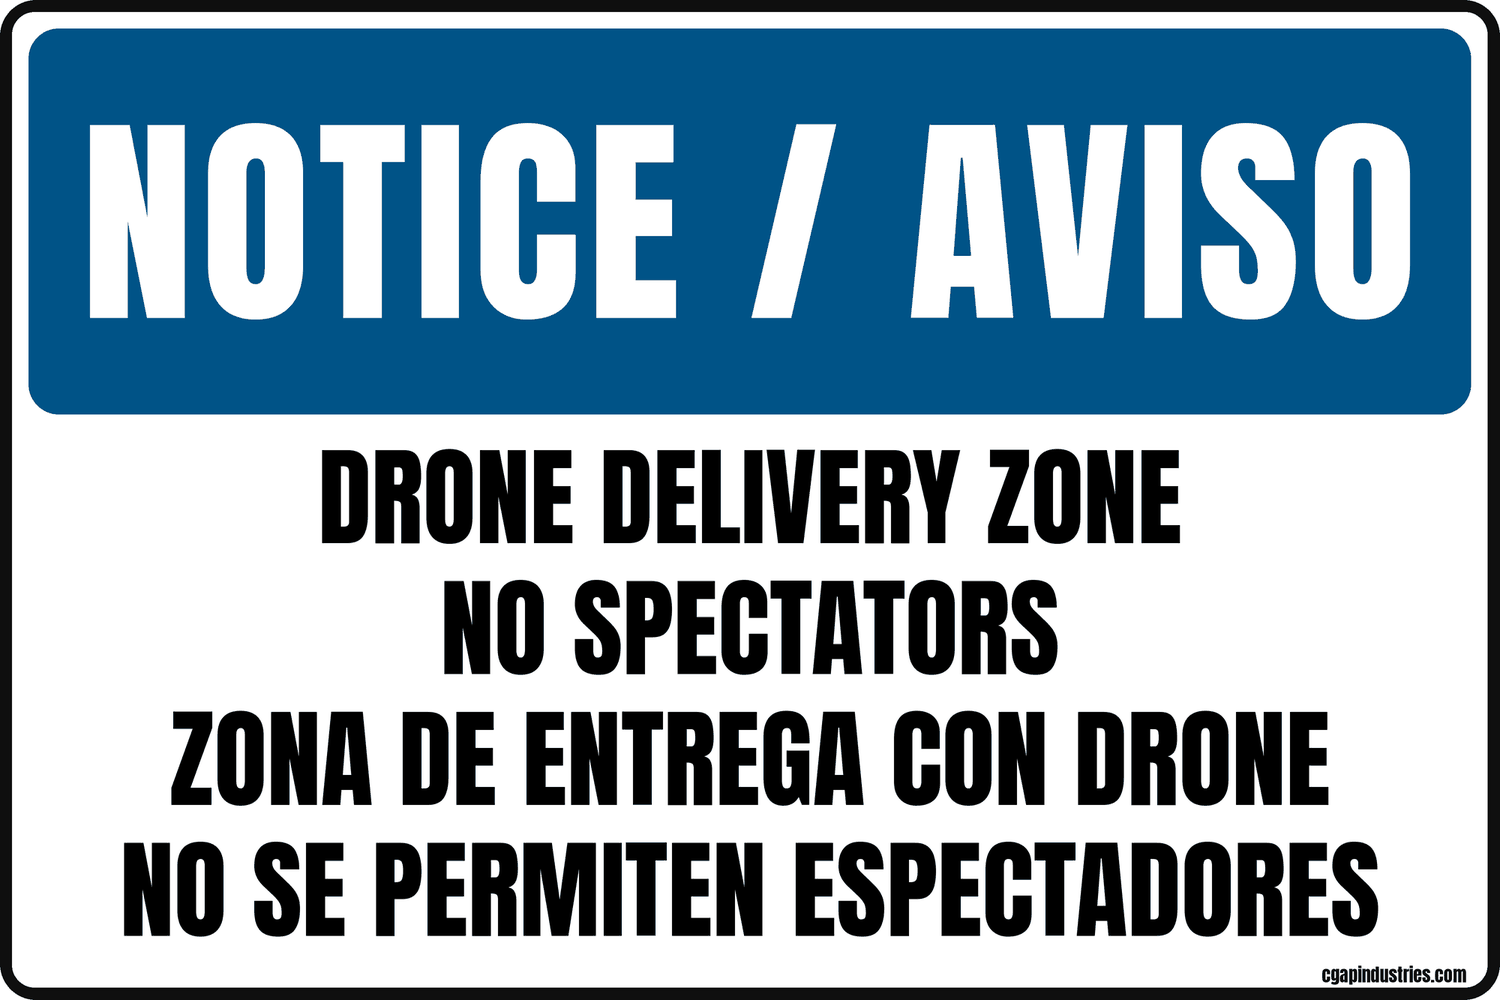 NOTICE / AVISO
DRONE DELIVERY ZONE
NO SPECTATORS
ZONA DE ENTREGA CON DRONE
NO SE PERMITEN ESPECTADORES
cgapindustries.com